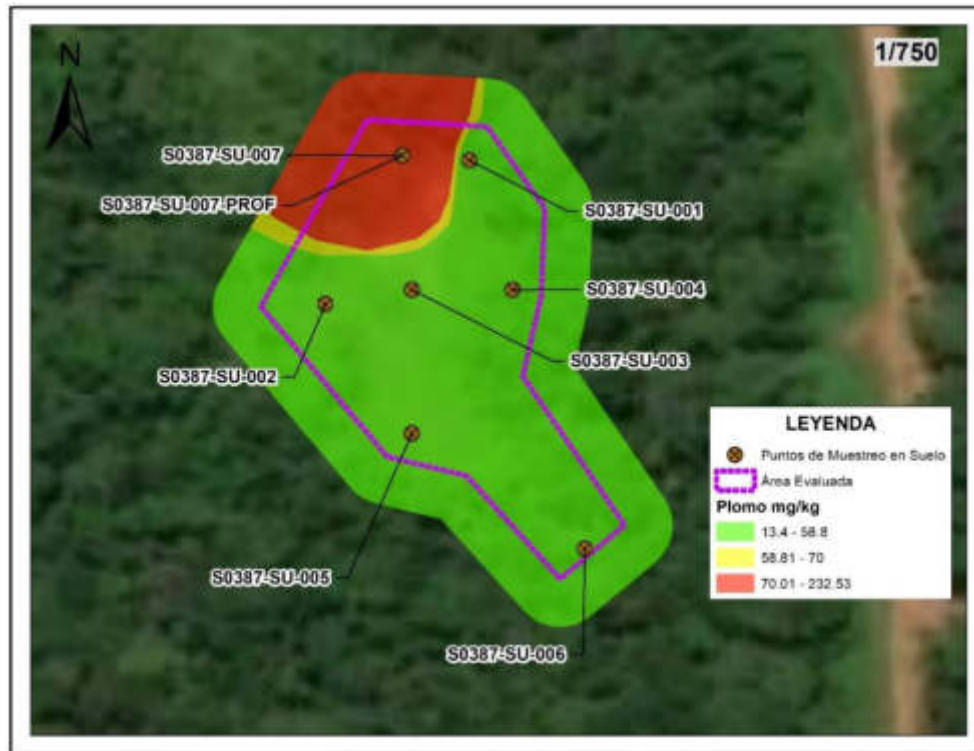 N
1/750
S0387-SU-007
S0387-SU-007-PROF
S0387-SU-001
S0387-SU-004
S0387-SU-003
S0387-SU-002
S0387-SU-005
S0387-SU-006
LEYENDA
Puntos de Muestreo en Suelo
Área Evaluada
Plomo mg/kg
13.4 - 58.8
58.81 - 70
70.01 - 232.53